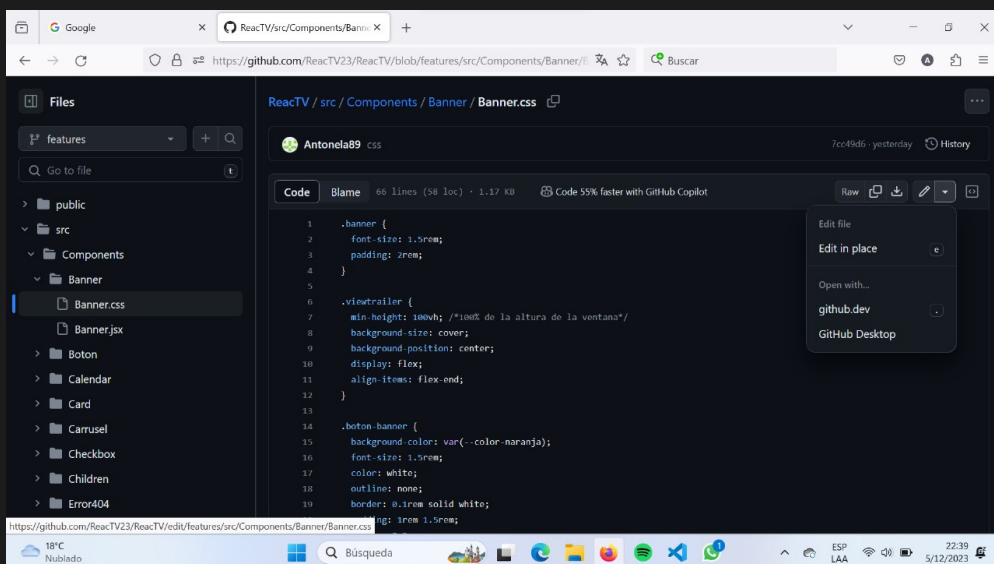 Google
ReacTV/src/Components/Banne
https://github.com/ReacTV23/ReacTV/blob/features/src/Components/Banner/B
Buscar
A
Files
ReacTV / src / Components / Banner / Banner.css
features
Antonela89 css
7cc49d6 · yesterday
History
Go to file
t
Code
Blame
66 lines (58 loc) · 1.17 KB
Code 55% faster with GitHub Copilot
Raw
public
src
Components
Banner
Banner.css
Banner.jsx
Boton
Calendar
Card
Carrusel
Checkbox
Children
Error404
1 .banner {
2 font-size: 1.5rem;
3 padding: 2rem;
4 }
5
6 .viewtrailer {
7 min-height: 100vh; /*100% de la altura de la ventana*/
8 background-size: cover;
9 background-position: center;
10 display: flex;
11 align-items: flex-end;
12 }
13
14 .boton-banner {
15 background-color: var(--color-naranja);
16 font-size: 1.5rem;
17 color: white;
18 outline: none;
19 border: 0.1rem solid white;
ng: 1rem 1.5rem;
Edit file
Edit in place
e
Open with...
github.dev
.
GitHub Desktop
https://github.com/ReacTV23/ReacTV/edit/features/src/Components/Banner/Banner.css
18°C
Nublado
Búsqueda
1
ESP
LAA
22:39
5/12/2023